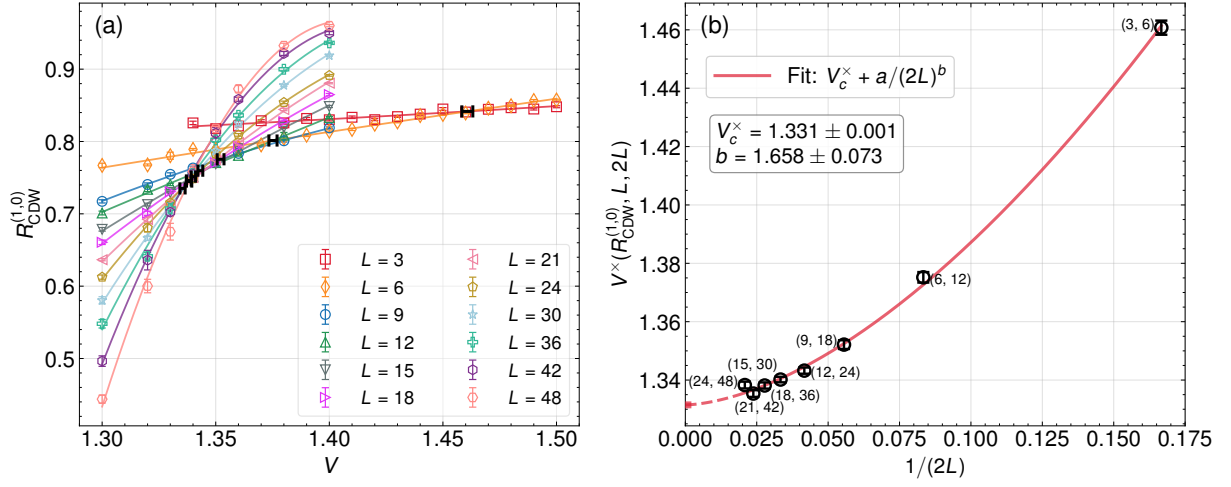 (a)
0.9
0.8
0.7
0.6
0.5
R_CDW^(1,0)
1.30
1.35
1.40
1.45
1.50
V
L = 3
L = 6
L = 9
L = 12
L = 15
L = 18
L = 21
L = 24
L = 30
L = 36
L = 42
L = 48
(b)
1.46
1.44
1.42
1.40
1.38
1.36
1.34
V^×(R_CDW^(1,0), L, 2L)
Fit: V_c^× + a/(2L)^b
V_c^× = 1.331 ± 0.001
b = 1.658 ± 0.073
(3, 6)
(6, 12)
(9, 18)
(12, 24)
(15, 30)
(18, 36)
(24, 48)
(21, 42)
0.000
0.025
0.050
0.075
0.100
0.125
0.150
0.175
1/(2L)